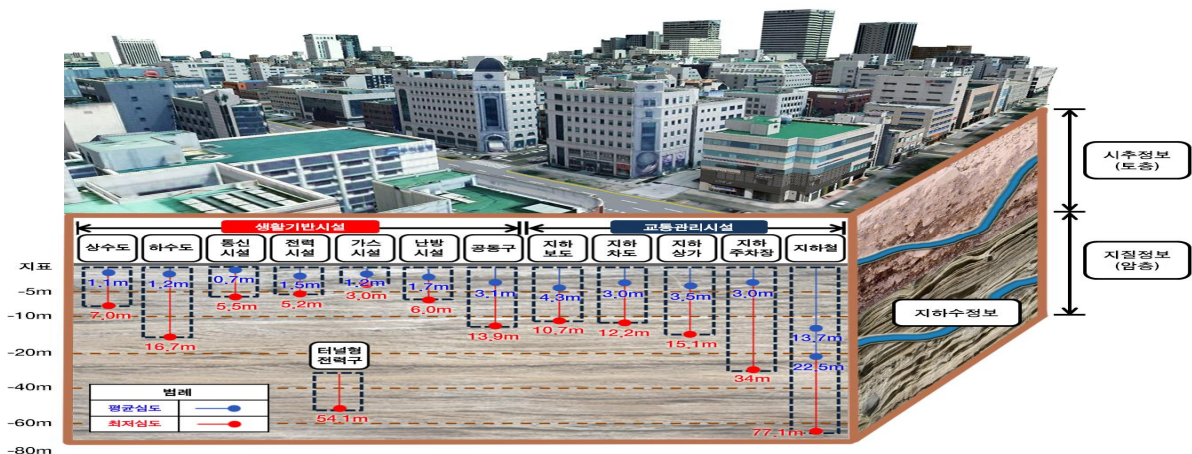 생활기반시설
교통관리시설
상수도
하수도
통신
시설
전력
시설
가스
시설
난방
시설
공동구
지하
보도
지하
차도
지하
상가
지하
주차장
지하철
시추정보
(토층)
지질정보
(암층)
지하수정보
지표
-5m
-10m
-20m
-40m
-60m
-80m
1.1m
7.0m
1.2m
16.7m
0.7m
5.5m
1.5m
5.2m
1.2m
3.0m
1.7m
6.0m
3.1m
13.9m
4.3m
10.7m
3.0m
12.2m
3.5m
15.1m
3.0m
34m
13.7m
22.5m
77.1m
터널형
전력구
54.1m
범례
평균심도
최저심도